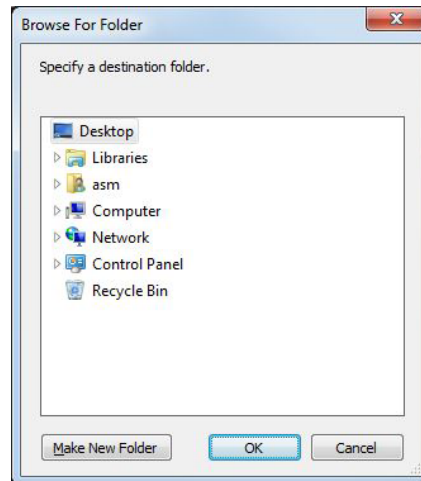 Browse For Folder
Specify a destination folder.
Desktop
Libraries
asm
Computer
Network
Control Panel
Recycle Bin
Make New Folder OK Cancel